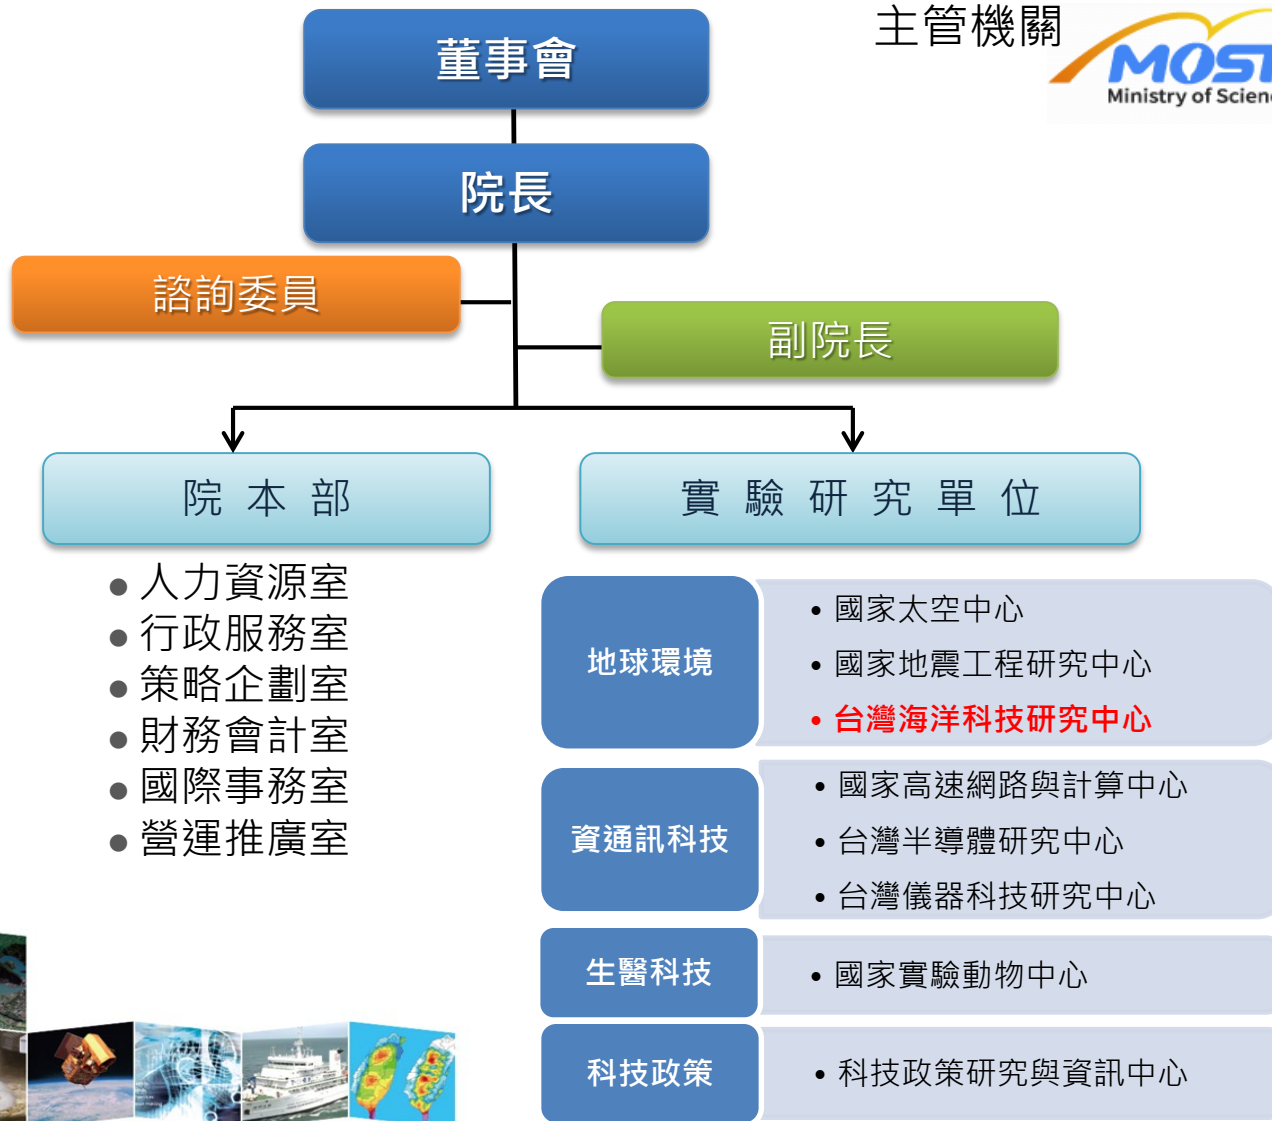 主管機關
MOST
Ministry of Scien
董事會
院長
諮詢委員
副院長
院本部
• 人力資源室
• 行政服務室
• 策略企劃室
• 財務會計室
• 國際事務室
• 營運推廣室
實驗研究單位
地球環境
• 國家太空中心
• 國家地震工程研究中心
• 台灣海洋科技研究中心
資通訊科技
• 國家高速網路與計算中心
• 台灣半導體研究中心
• 台灣儀器科技研究中心
生醫科技
• 國家實驗動物中心
科技政策
• 科技政策研究與資訊中心